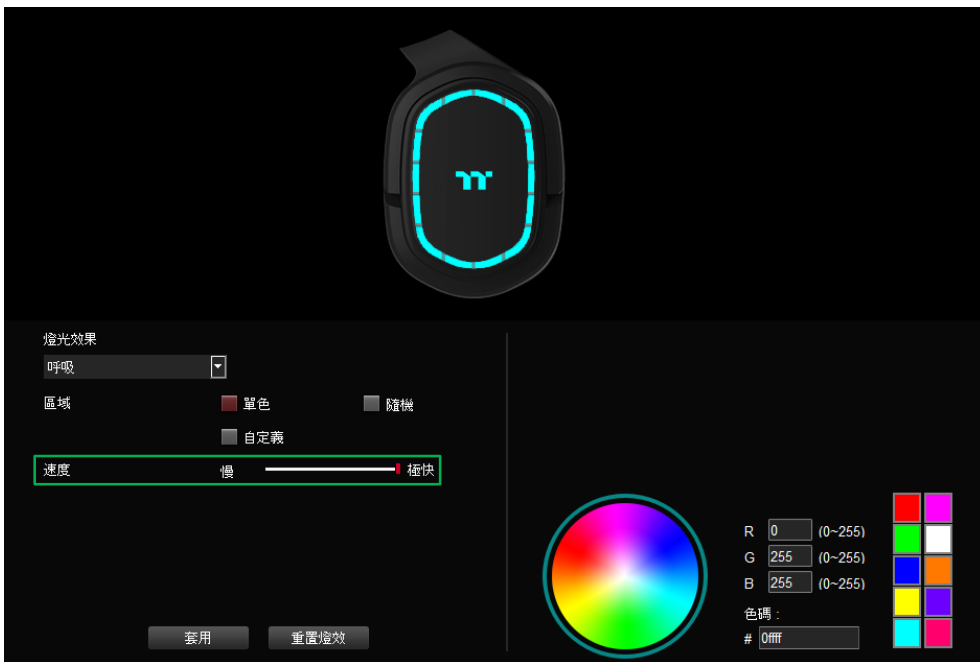 燈光效果
呼吸
區域 單色 隨機
自定義
速度 慢 極快
套用 重置燈效
R 0 (0~255)
G 255 (0~255)
B 255 (0~255)
色碼 :
# 0ffff